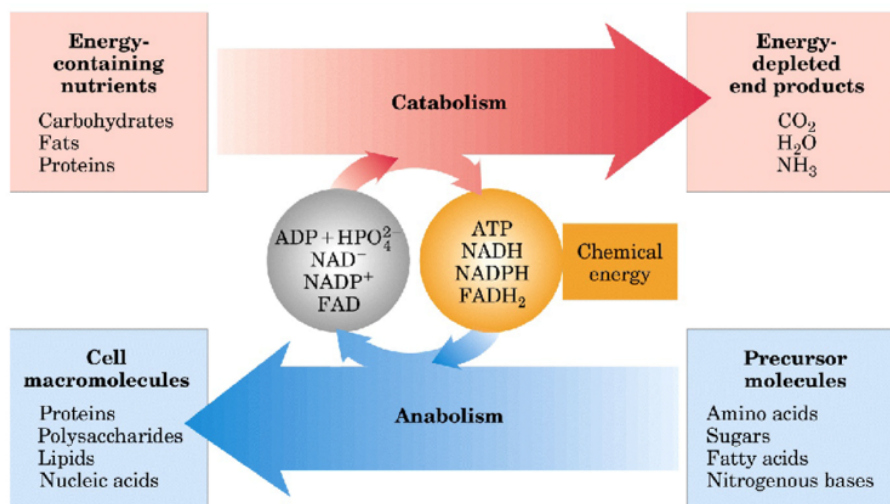 Energy-
containing
nutrients
Carbohydrates
Fats
Proteins
Catabolism
Energy-
depleted
end products
CO₂
H₂O
NH₃
ADP + HPO₄²⁻
NAD⁻
NADP⁺
FAD
ATP
NADH
NADPH
FADH₂
Chemical
energy
Cell
macromolecules
Proteins
Polysaccharides
Lipids
Nucleic acids
Anabolism
Precursor
molecules
Amino acids
Sugars
Fatty acids
Nitrogenous bases